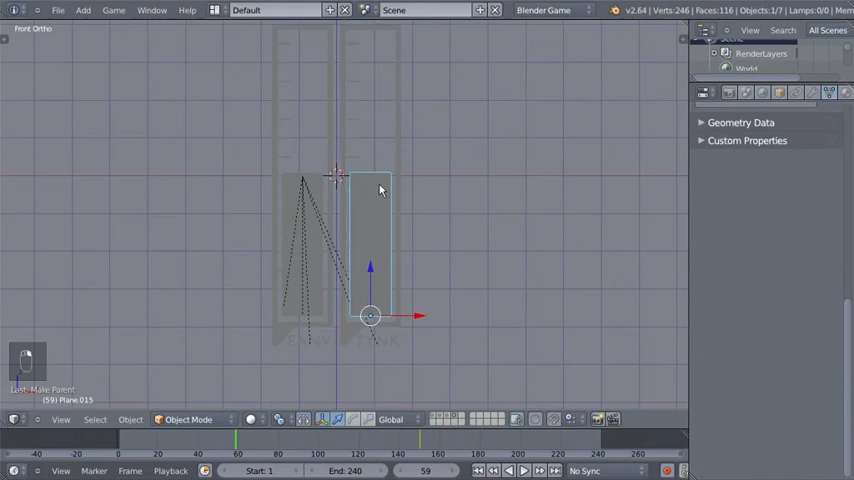 File Add Game Window Help Default Scene Blender Game v2.64 | Verts:246 | Faces:116 | Objects:1/7 | Lamps:0/0 |
Front Ortho
View Search All Scenes
RenderLayers
World
Geometry Data
Custom Properties
TYNK
Last: Make Parent
(59) Plane.015
View Select Object Object Mode Global
-40 -20 0 20 40 60 80 100 120 140 160 180 200 220 240 260 280
View Marker Frame Playback Start: 1 End: 240 59 No Sync